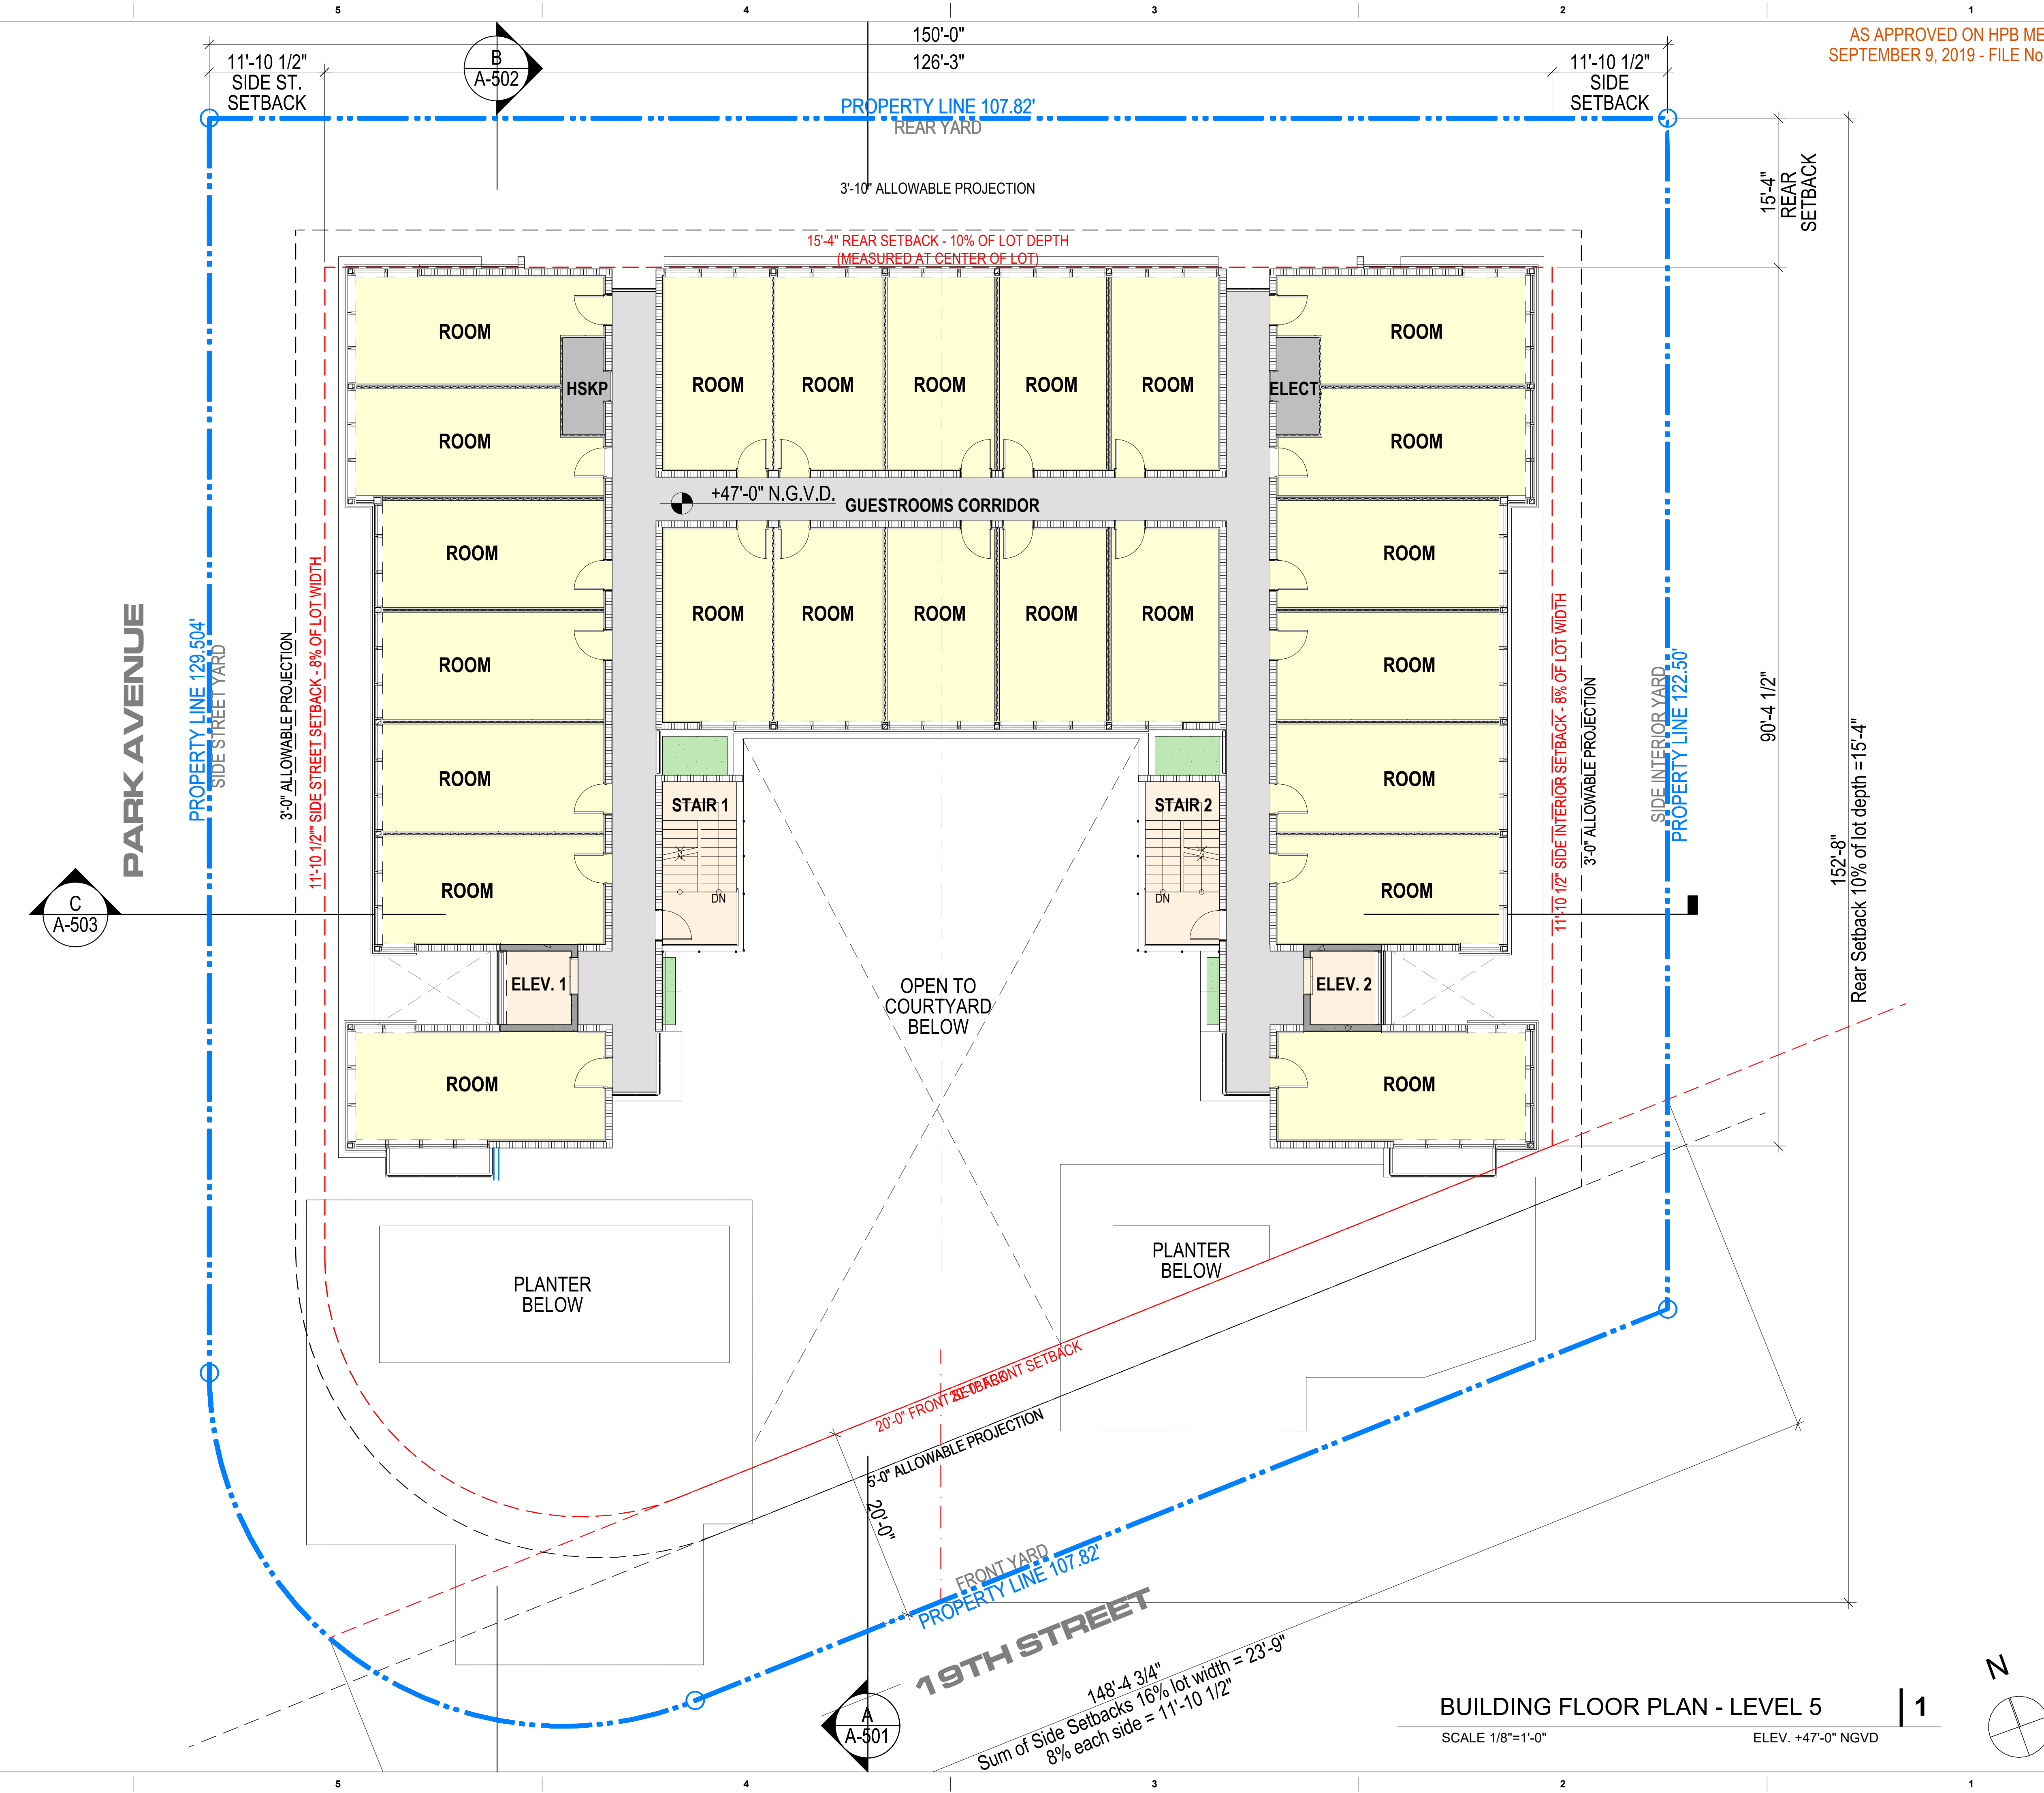 5 4 3 2 1
AS APPROVED ON HPB ME
SEPTEMBER 9, 2019 - FILE No
150'-0"
126'-3"
11'-10 1/2"
SIDE ST.
SETBACK
B
A-502
11'-10 1/2"
SIDE
SETBACK
PROPERTY LINE 107.82'
REAR YARD
3'-10" ALLOWABLE PROJECTION
15'-4"
REAR
SETBACK
15'-4" REAR SETBACK - 10% OF LOT DEPTH
(MEASURED AT CENTER OF LOT)
ROOM
ROOM
HSKP
ROOM ROOM ROOM ROOM ROOM
ELECT.
ROOM
ROOM
+47'-0" N.G.V.D.
GUESTROOMS CORRIDOR
ROOM
ROOM
ROOM ROOM ROOM ROOM ROOM
ROOM
ROOM
ROOM
ROOM
PARK AVENUE
PROPERTY LINE 129.504'
SIDE STREET YARD
3'-0" ALLOWABLE PROJECTION
11'-10 1/2"" SIDE STREET SETBACK - 8% OF LOT WIDTH
11'-10 1/2" SIDE INTERIOR SETBACK - 8% OF LOT WIDTH
3'-0" ALLOWABLE PROJECTION
SIDE INTERIOR YARD
PROPERTY LINE 122.50'
90'-4 1/2"
152'-8"
Rear Setback 10% of lot depth =15'-4"
STAIR 1
STAIR 2
ROOM
ROOM
DN
DN
C
A-503
ELEV. 1
ELEV. 2
OPEN TO
COURTYARD
BELOW
ROOM
ROOM
PLANTER
BELOW
PLANTER
BELOW
20'-0" FRONT SETBACK
20'-0" FRONT SETBACK
5'-0" ALLOWABLE PROJECTION
20'-0"
FRONT YARD
PROPERTY LINE 107.82'
19TH STREET
148'-4 3/4"
Sum of Side Setbacks 16% lot width = 23'-9"
8% each side = 11'-10 1/2"
A
A-501
BUILDING FLOOR PLAN - LEVEL 5
1
SCALE 1/8"=1'-0"
ELEV. +47'-0" NGVD
N
5 4 3 2 1